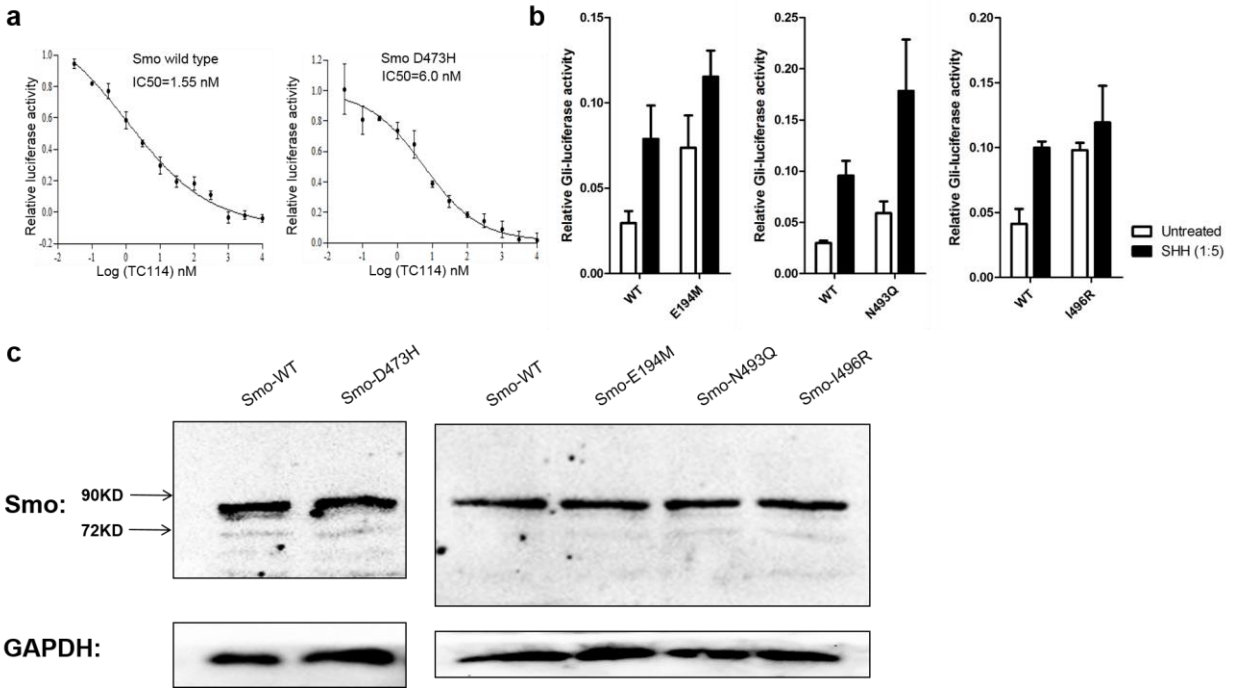 a
Smo wild type
IC50=1.55 nM
Relative luciferase activity
1.0
0.8
0.6
0.4
0.2
0.0
-0.2
-2
-1
0
1
2
3
4
Log (TC114) nM
Smo D473H
IC50=6.0 nM
Relative luciferase activity
1.2
1.0
0.8
0.6
0.4
0.2
0.0
-2
-1
0
1
2
3
4
Log (TC114) nM
b
Relative Gli-luciferase activity
0.15
0.10
0.05
0.00
WT
E194M
Relative Gli-luciferase activity
0.25
0.20
0.15
0.10
0.05
0.00
WT
N493Q
Relative Gli-luciferase activity
0.20
0.15
0.10
0.05
0.00
WT
I496R
Untreated
SHH (1:5)
c
Smo-WT
Smo-D473H
Smo-WT
Smo-E194M
Smo-N493Q
Smo-I496R
Smo:
90KD
72KD
GAPDH: